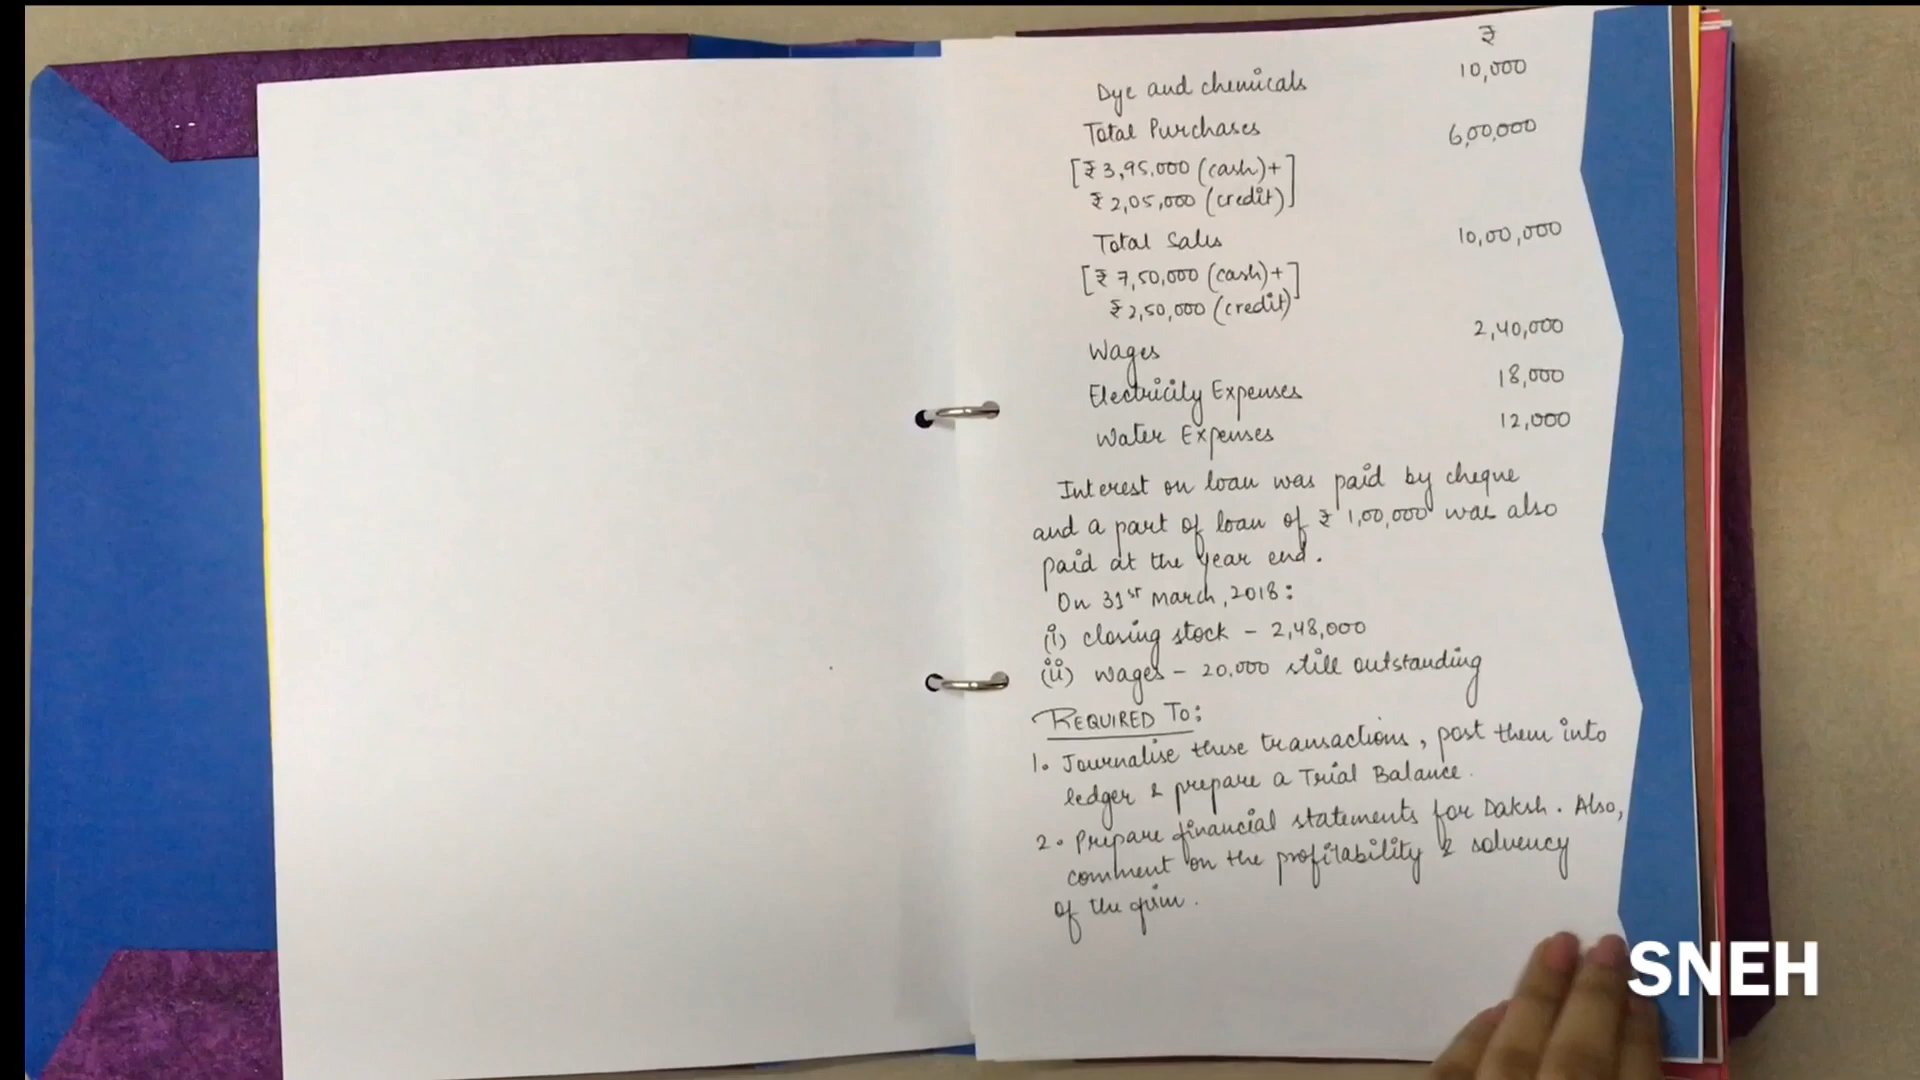 ₹
Dye and chemicals 10,000
Total Purchases 6,00,000
[₹ 3,95,000 (cash)+
₹ 2,05,000 (credit)]
Total Sales 10,00,000
[₹ 7,50,000 (cash)+
₹ 2,50,000 (credit)]
Wages 2,40,000
Electricity Expenses 18,000
Water Expenses 12,000
Interest on loan was paid by cheque
and a part of loan of ₹ 1,00,000 was also
paid at the year end.
On 31st March, 2018:
(i) closing stock - 2,48,000
(ii) wages - 20,000 still outstanding
REQUIRED TO:
1. Journalise these transactions, post them into
ledger & prepare a Trial Balance.
2. Prepare financial statements for Daksh. Also,
comment on the profitability & solvency
of the firm.
SNEH